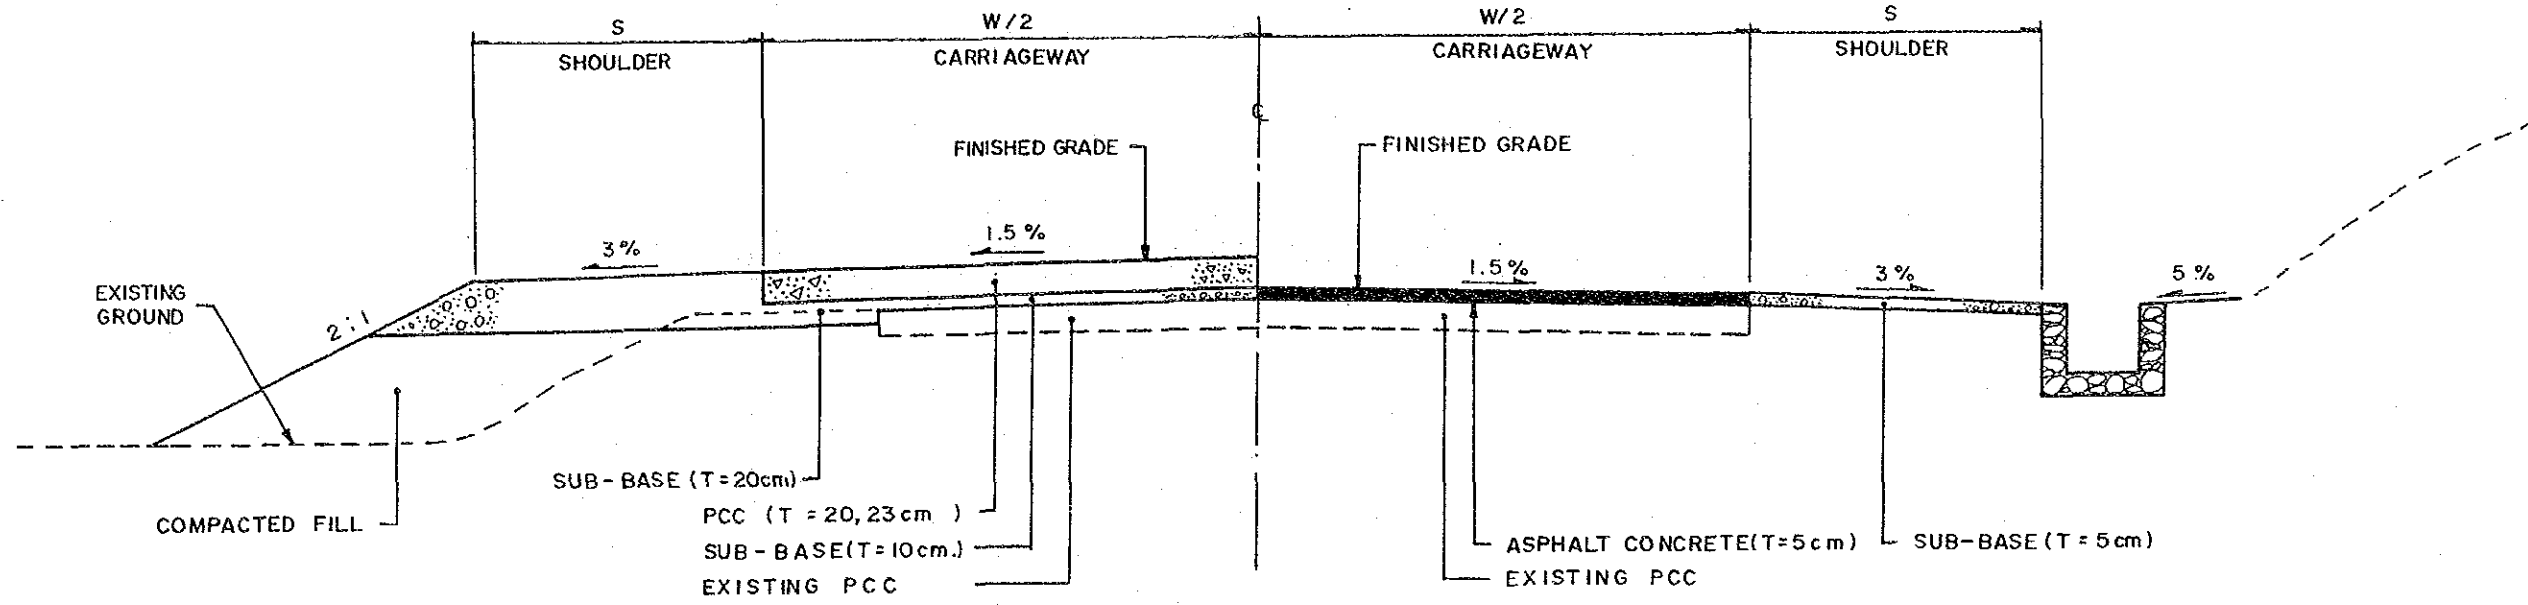 S
W/2
W/2
S
SHOULDER
CARRIAGEWAY
CARRIAGEWAY
SHOULDER
℄
FINISHED GRADE
FINISHED GRADE
3%
1.5%
1.5%
3%
5%
EXISTING
GROUND
2:1
SUB-BASE (T=20cm)
COMPACTED FILL
PCC (T = 20,23cm )
SUB-BASE(T=10cm.)
EXISTING PCC
ASPHALT CONCRETE(T=5cm)
SUB-BASE (T = 5cm)
EXISTING PCC